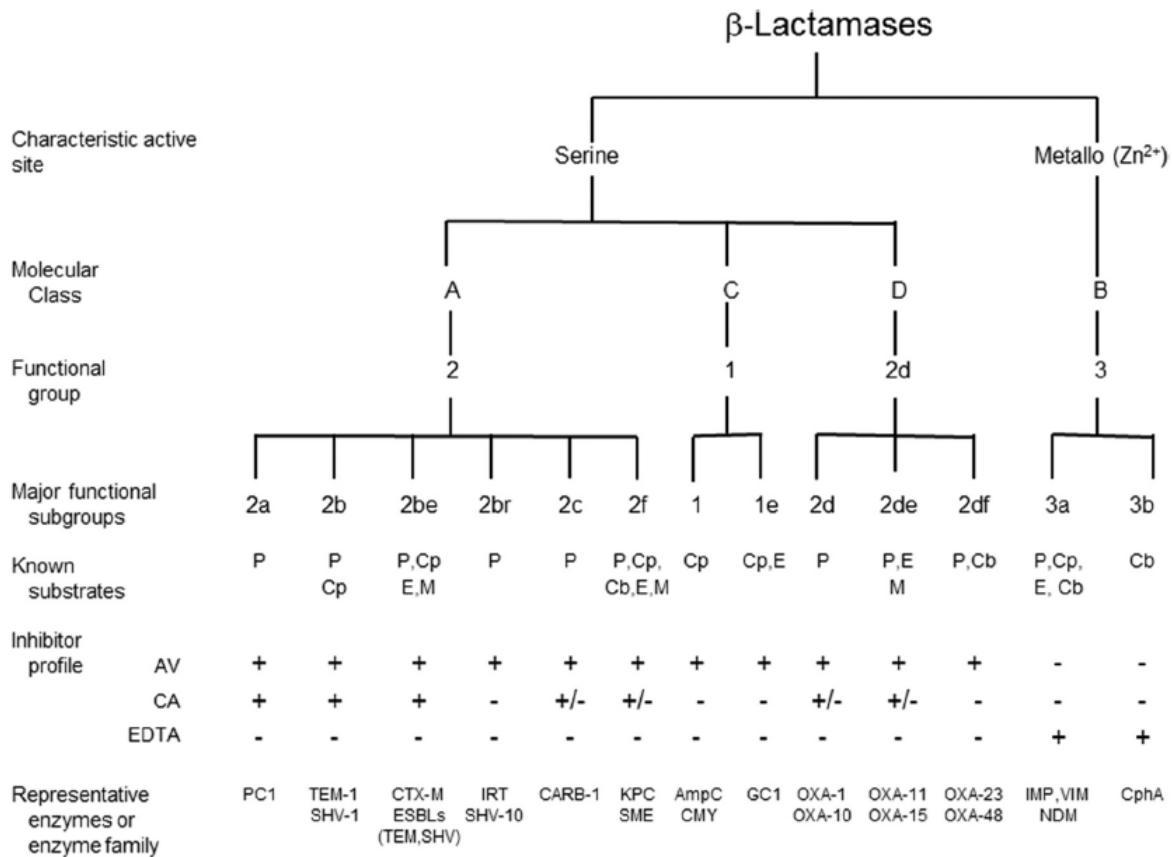 β-Lactamases
Characteristic active
site
Serine
Metallo (Zn²⁺)
Molecular
Class
A C D B
Functional
group
2 1 2d 3
Major functional
subgroups
2a 2b 2be 2br 2c 2f 1 1e 2d 2de 2df 3a 3b
Known
substrates
P P P,Cp P P P,Cp, Cp Cp,E P P,E P,Cb P,Cp, Cb
Cp E,M Cb,E,M M E, Cb
Inhibitor
profile
AV + + + + + + + + + + + - -
CA + + + - +/- +/- - - +/- +/- - - -
EDTA - - - - - - - - - - - + +
Representative
enzymes or
enzyme family
PC1 TEM-1 CTX-M IRT CARB-1 KPC AmpC GC1 OXA-1 OXA-11 OXA-23 IMP,VIM CphA
SHV-1 ESBLs SHV-10 SME CMY OXA-10 OXA-15 OXA-48 NDM
(TEM,SHV)